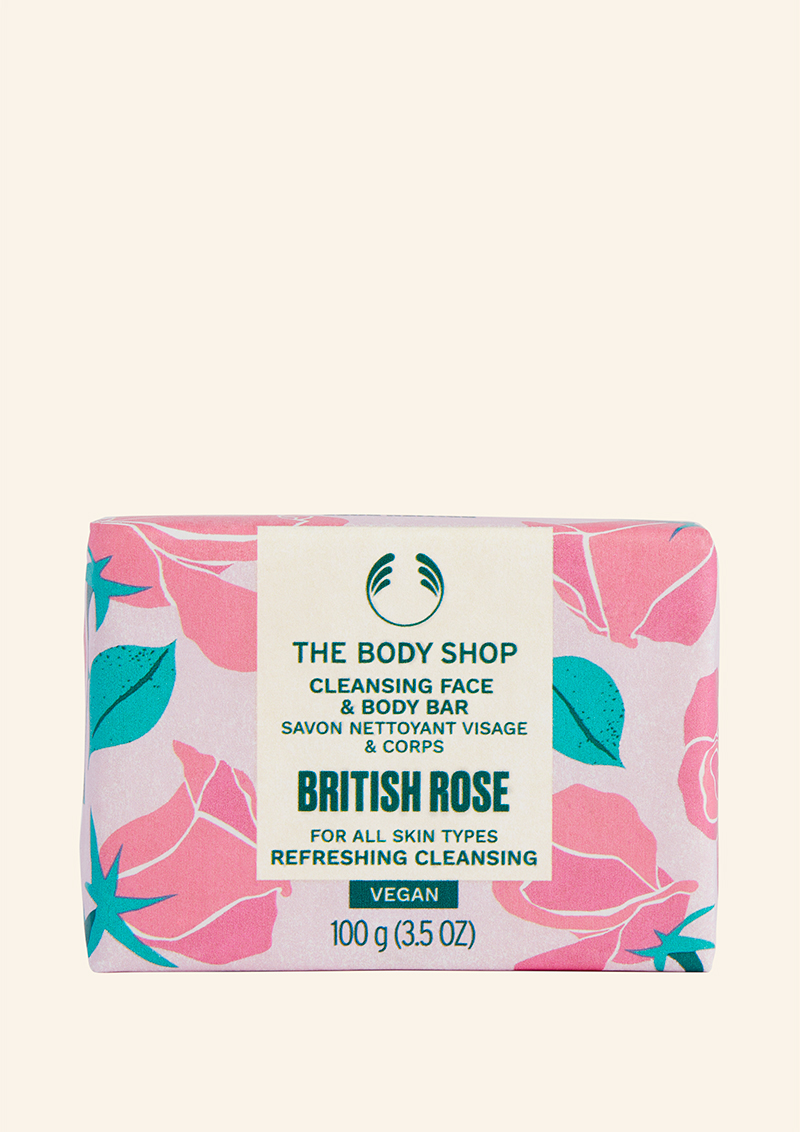 THE BODY SHOP
CLEANSING FACE
& BODY BAR
SAVON NETTOYANT VISAGE
& CORPS
BRITISH ROSE
FOR ALL SKIN TYPES
REFRESHING CLEANSING
VEGAN
100 g (3.5 OZ)